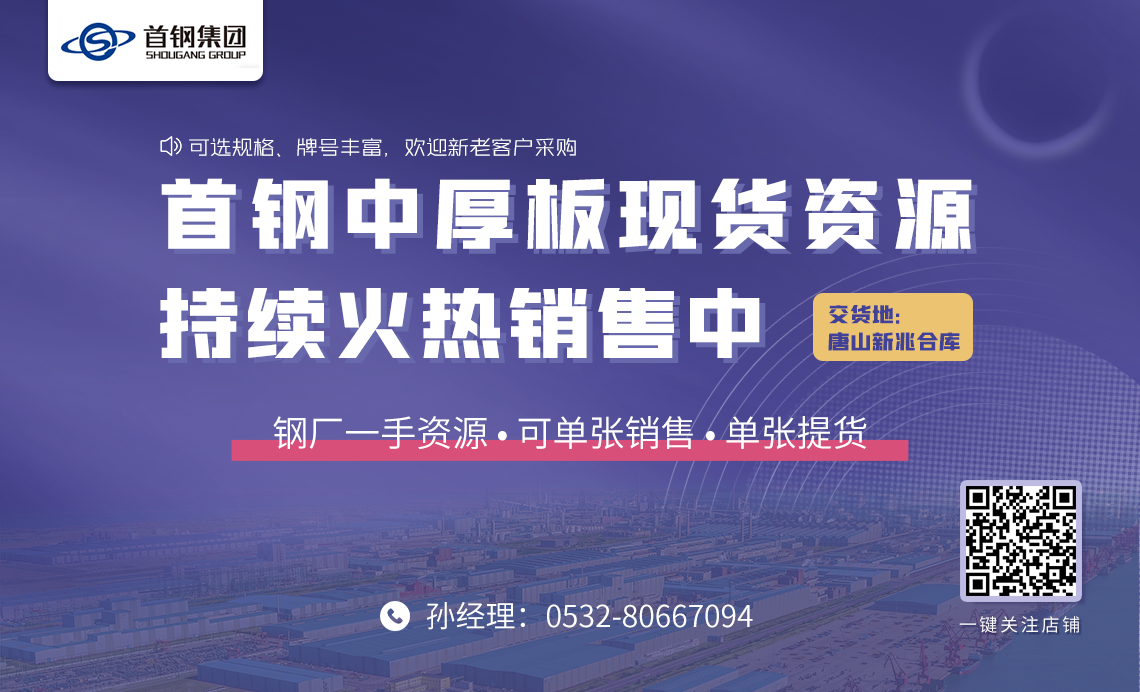 首钢集团
SHOUGANG GROUP
可选规格、牌号丰富，欢迎新老客户采购
首钢中厚板现货资源
持续火热销售中
交货地：
唐山新兆仓库
钢厂一手资源•可单张销售•单张提货
孙经理：0532-80667094
一键关注店铺